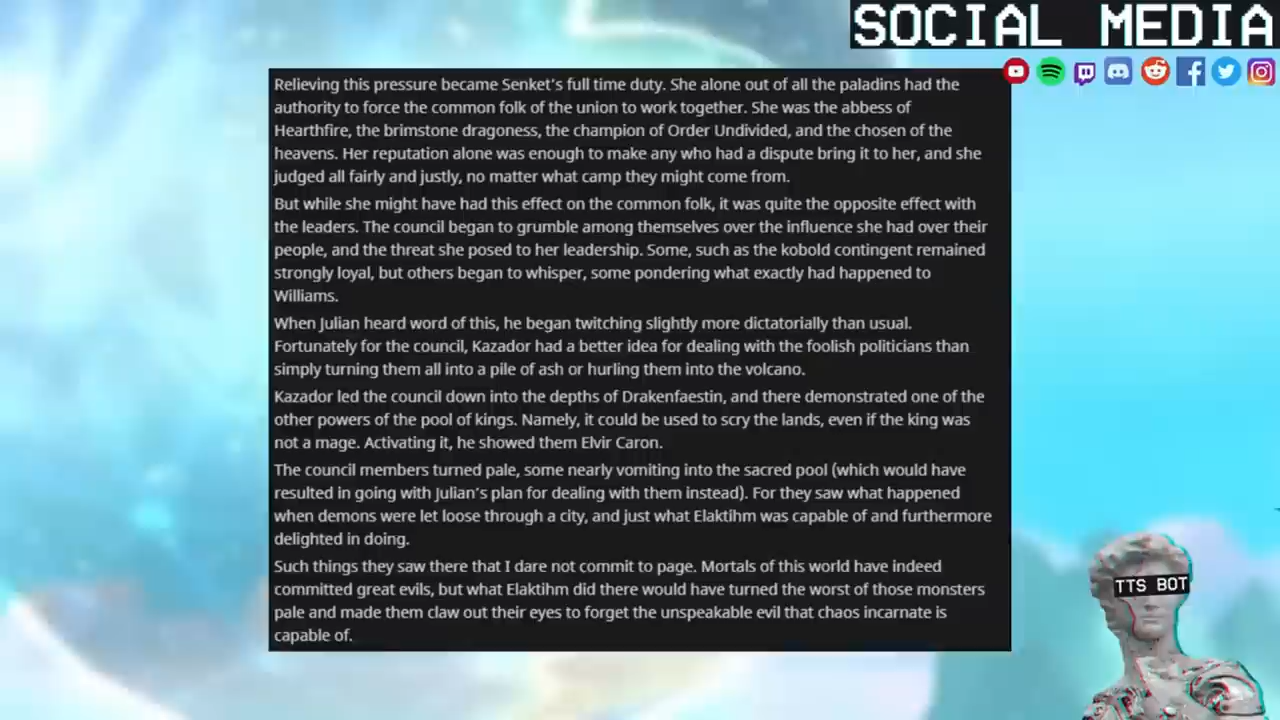 SOCIAL MEDIA
Relieving this pressure became Senket's full time duty. She alone out of all the paladins had the
authority to force the common folk of the union to work together. She was the abbess of
Hearthfire, the brimstone dragoness, the champion of Order Undivided, and the chosen of the
heavens. Her reputation alone was enough to make any who had a dispute bring it to her, and she
judged all fairly and justly, no matter what camp they might come from.
But while she might have had this effect on the common folk, it was quite the opposite effect with
the leaders. The council began to grumble among themselves over the influence she had over their
people, and the threat she posed to her leadership. Some, such as the kobold contingent remained
strongly loyal, but others began to whisper, some pondering what exactly had happened to
Williams.
When Julian heard word of this, he began twitching slightly more dictatorially than usual.
Fortunately for the council, Kazador had a better idea for dealing with the foolish politicians than
simply turning them all into a pile of ash or hurling them into the volcano.
Kazador led the council down into the depths of Drakenfaestin, and there demonstrated one of the
other powers of the pool of kings. Namely, it could be used to scry the lands, even if the king was
not a mage. Activating it, he showed them Elvir Caron.
The council members turned pale, some nearly vomiting into the sacred pool (which would have
resulted in going with Julian's plan for dealing with them instead). For they saw what happened
when demons were let loose through a city, and just what Elaktihm was capable of and furthermore
delighted in doing.
Such things they saw there that I dare not commit to page. Mortals of this world have indeed
committed great evils, but what Elaktihm did there would have turned the worst of those monsters
pale and made them claw out their eyes to forget the unspeakable evil that chaos incarnate is
capable of.
TTS BOT